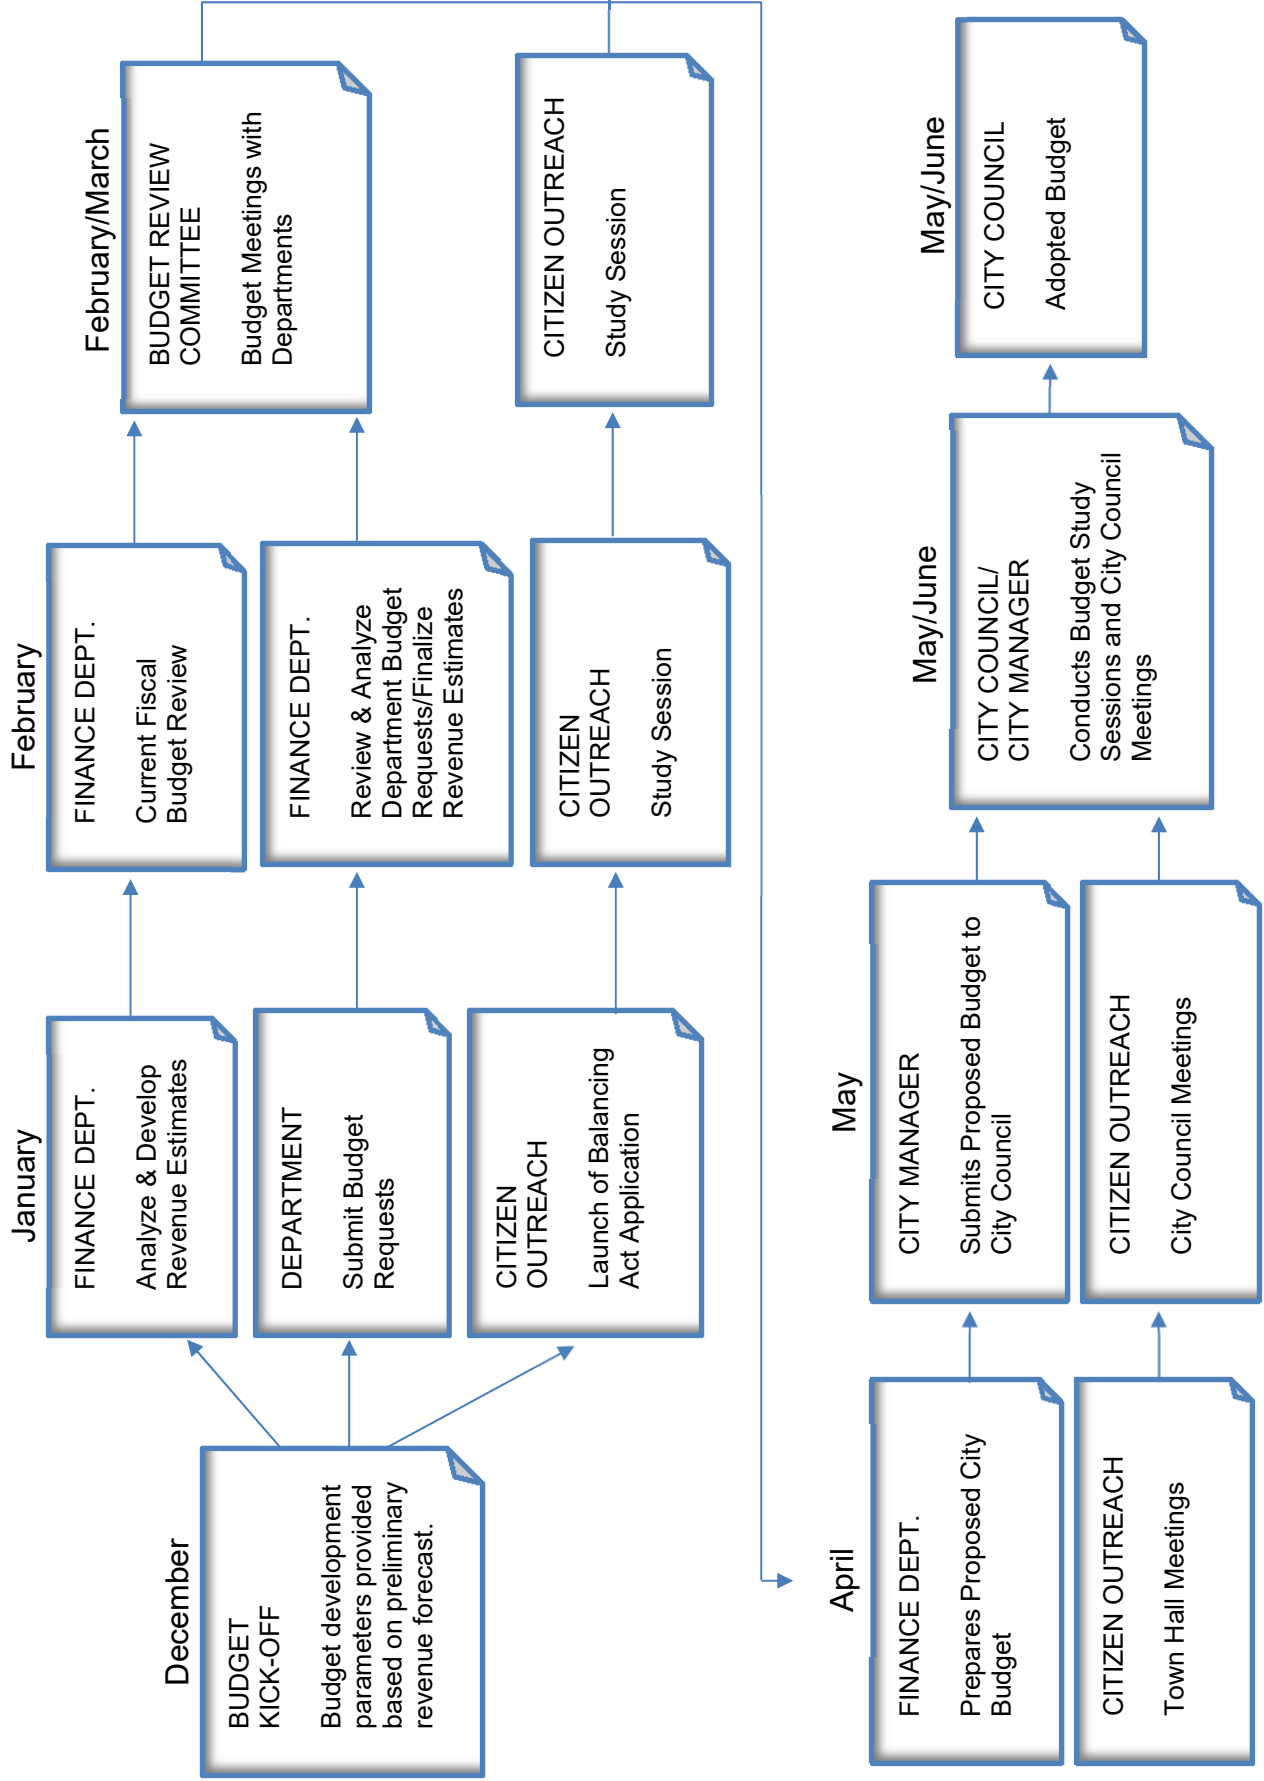 December
BUDGET
KICK-OFF
Budget development
parameters provided
based on preliminary
revenue forecast.
January
FINANCE DEPT.
Analyze & Develop
Revenue Estimates
DEPARTMENT
Submit Budget
Requests
CITIZEN
OUTREACH
Launch of Balancing
Act Application
February
FINANCE DEPT.
Current Fiscal
Budget Review
FINANCE DEPT.
Review & Analyze
Department Budget
Requests/Finalize
Revenue Estimates
CITIZEN
OUTREACH
Study Session
February/March
BUDGET REVIEW
COMMITTEE
Budget Meetings with
Departments
CITIZEN OUTREACH
Study Session
April
FINANCE DEPT.
Prepares Proposed City
Budget
CITIZEN OUTREACH
Town Hall Meetings
May
CITY MANAGER
Submits Proposed Budget to
City Council
CITIZEN OUTREACH
City Council Meetings
May/June
CITY COUNCIL/
CITY MANAGER
Conducts Budget Study
Sessions and City Council
Meetings
May/June
CITY COUNCIL
Adopted Budget